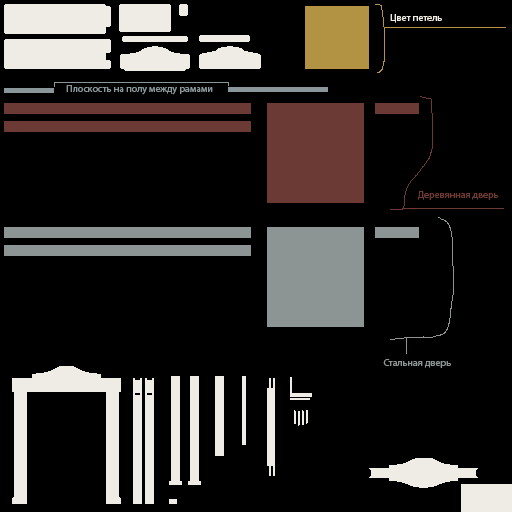 Цвет петель
Плоскость на полу между рамами
Деревянная дверь
Стальная дверь